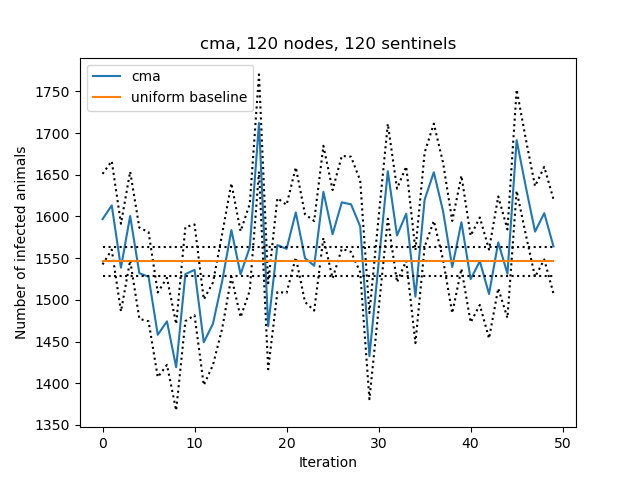 cma, 120 nodes, 120 sentinels
cma
uniform baseline
Number of infected animals
1750
1700
1650
1600
1550
1500
1450
1400
1350
0 10 20 30 40 50
Iteration